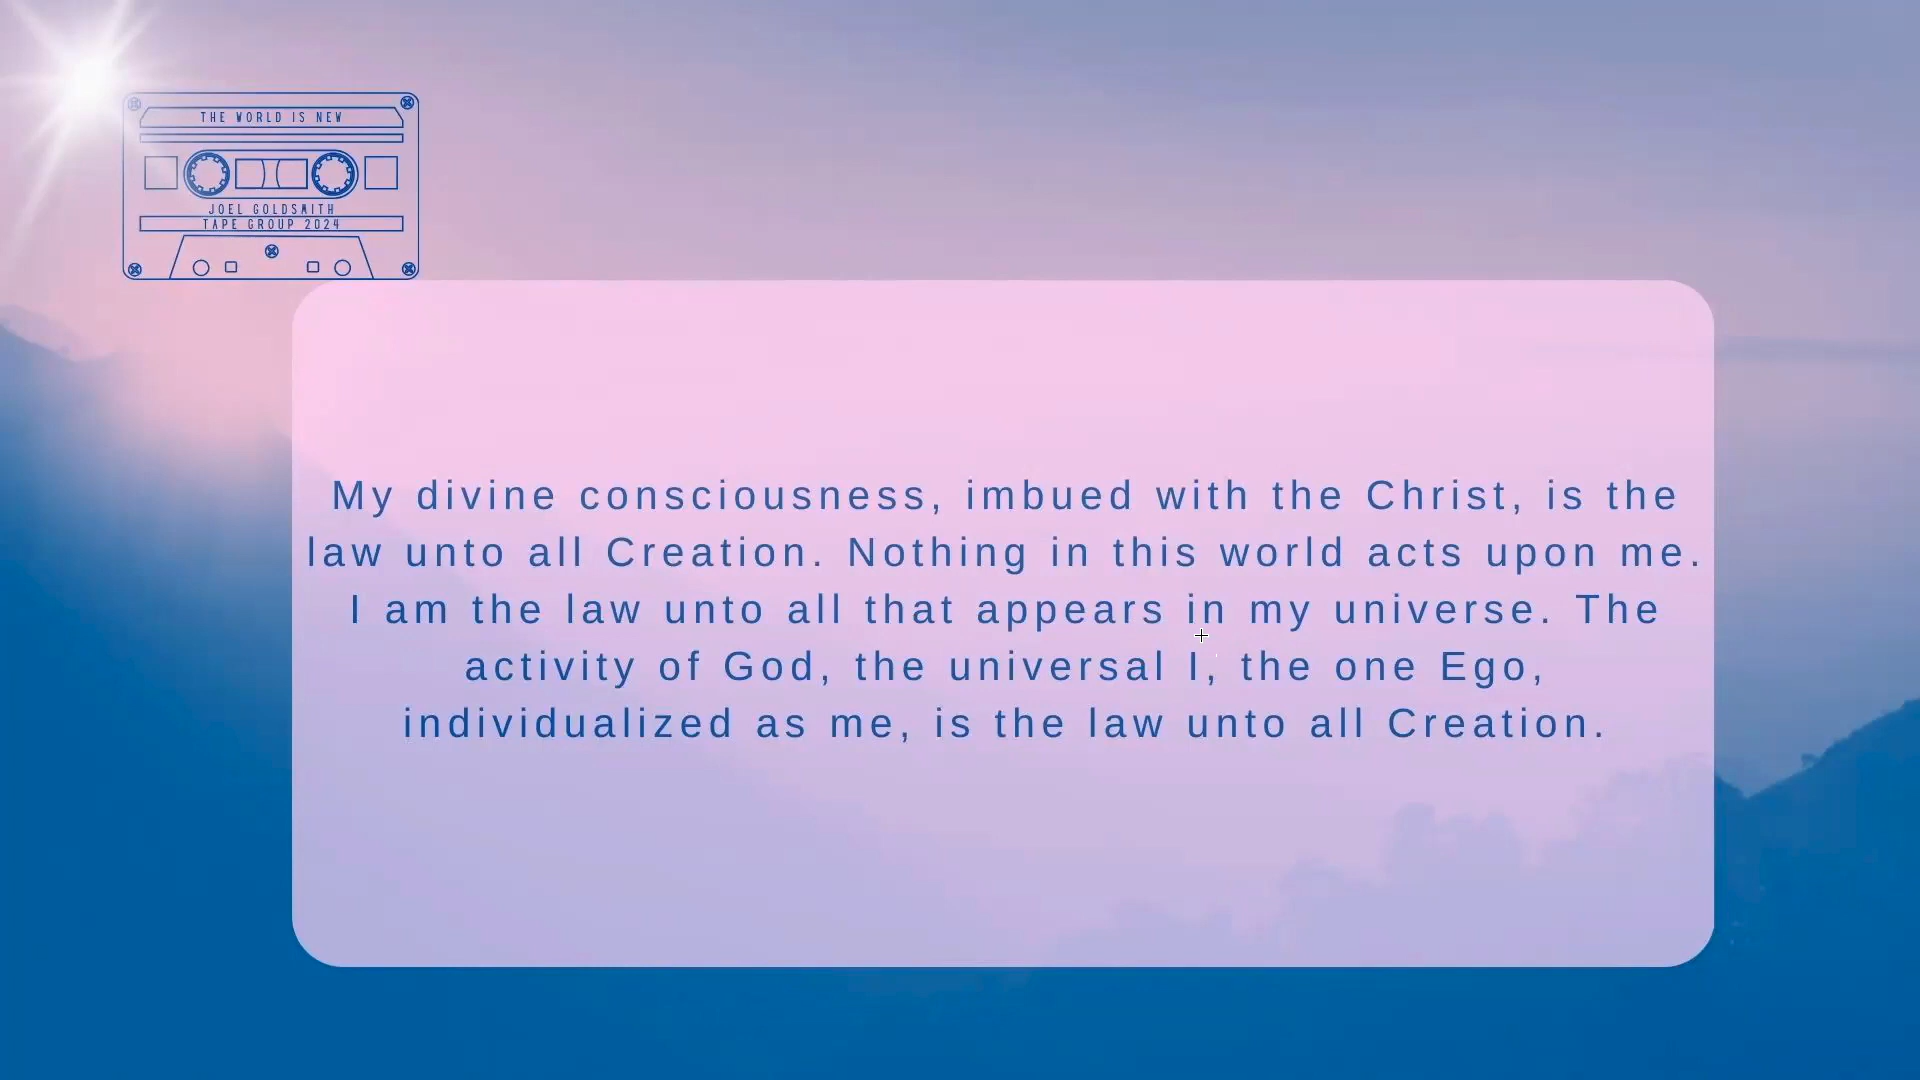 THE WORLD IS NEW
JOEL GOLDSMITH
TAPE GROUP 2024
My divine consciousness, imbued with the Christ, is the
law unto all Creation. Nothing in this world acts upon me.
I am the law unto all that appears in my universe. The
activity of God, the universal I, the one Ego,
individualized as me, is the law unto all Creation.